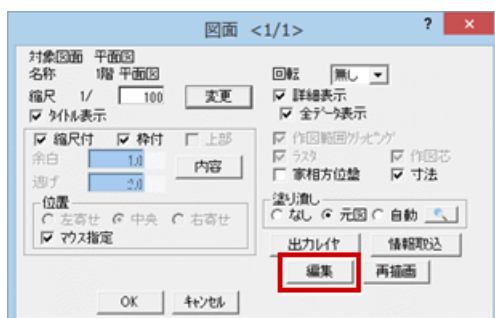 図面 <1/1>
? ×
対象図面 平面図
名称 1階 平面図
縮尺 1/ 100 変更
タイトル表示
縮尺付 枠付 上部
余白 1.0 内容
逃げ 2.0
位置
左寄せ 中央 右寄せ
マウス指定
回転 無し
詳細表示
全データ表示
作図範囲クリッピング
ラスタ 作図芯
家相方位盤 寸法
塗り潰し
なし 元図 自動
出力レイヤ 情報取込
編集 再描画
OK キャンセル